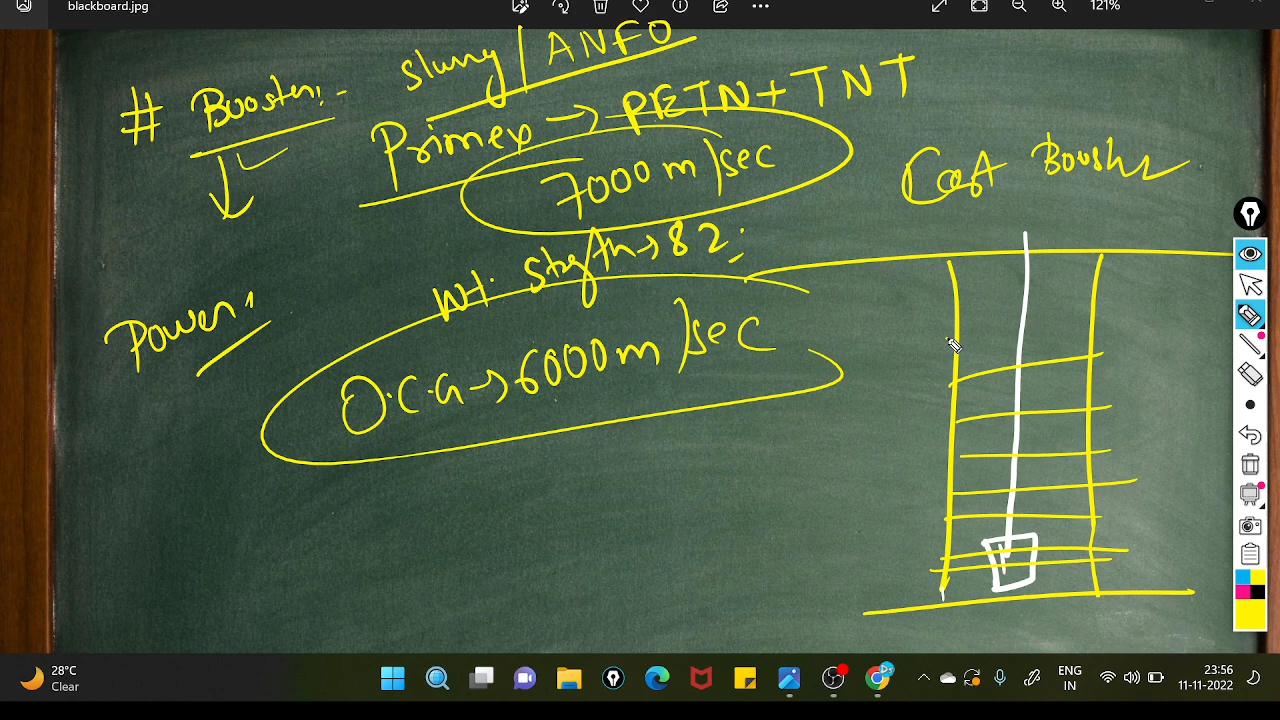 blackboard.jpg
121%
# Booster:- slurry / ANFO
Primex → PETN + TNT
7000 m/sec
Cast Booster
wt. strgth → 82
Power:
O.C.G → 6000 m/sec
28°C
Clear
ENG
IN
23:56
11-11-2022